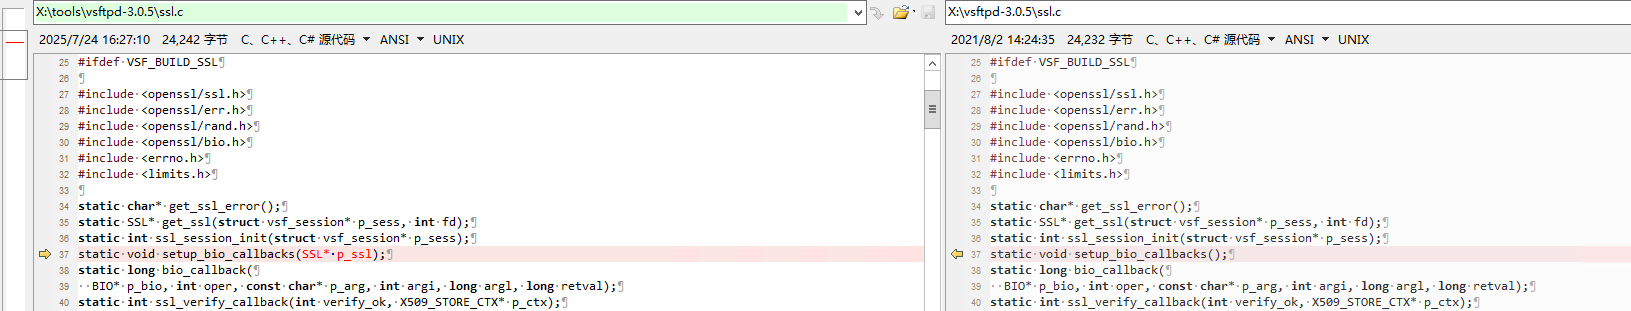 X:\tools\vsftpd-3.0.5\ssl.c
2025/7/24 16:27:10 24,242 字节 C、C++、C# 源代码 ANSI UNIX
25 #ifdef·VSF_BUILD_SSL¶
26 ¶
27 #include·<openssl/ssl.h>¶
28 #include·<openssl/err.h>¶
29 #include·<openssl/rand.h>¶
30 #include·<openssl/bio.h>¶
31 #include·<errno.h>¶
32 #include·<limits.h>¶
33 ¶
34 static·char*·get_ssl_error();¶
35 static·SSL*·get_ssl(struct·vsf_session*·p_sess,·int·fd);¶
36 static·int·ssl_session_init(struct·vsf_session*·p_sess);¶
37 static·void·setup_bio_callbacks(SSL*·p_ssl);¶
38 static·long·bio_callback(¶
39 ··BIO*·p_bio,·int·oper,·const·char*·p_arg,·int·argi,·long·argl,·long·retval);¶
40 static·int·ssl_verify_callback(int·verify_ok,·X509_STORE_CTX*·p_ctx);¶
X:\vsftpd-3.0.5\ssl.c
2021/8/2 14:24:35 24,232 字节 C、C++、C# 源代码 ANSI UNIX
25 #ifdef·VSF_BUILD_SSL¶
26 ¶
27 #include·<openssl/ssl.h>¶
28 #include·<openssl/err.h>¶
29 #include·<openssl/rand.h>¶
30 #include·<openssl/bio.h>¶
31 #include·<errno.h>¶
32 #include·<limits.h>¶
33 ¶
34 static·char*·get_ssl_error();¶
35 static·SSL*·get_ssl(struct·vsf_session*·p_sess,·int·fd);¶
36 static·int·ssl_session_init(struct·vsf_session*·p_sess);¶
37 static·void·setup_bio_callbacks();¶
38 static·long·bio_callback(¶
39 ··BIO*·p_bio,·int·oper,·const·char*·p_arg,·int·argi,·long·argl,·long·retval);¶
40 static·int·ssl_verify_callback(int·verify_ok,·X509_STORE_CTX*·p_ctx);¶